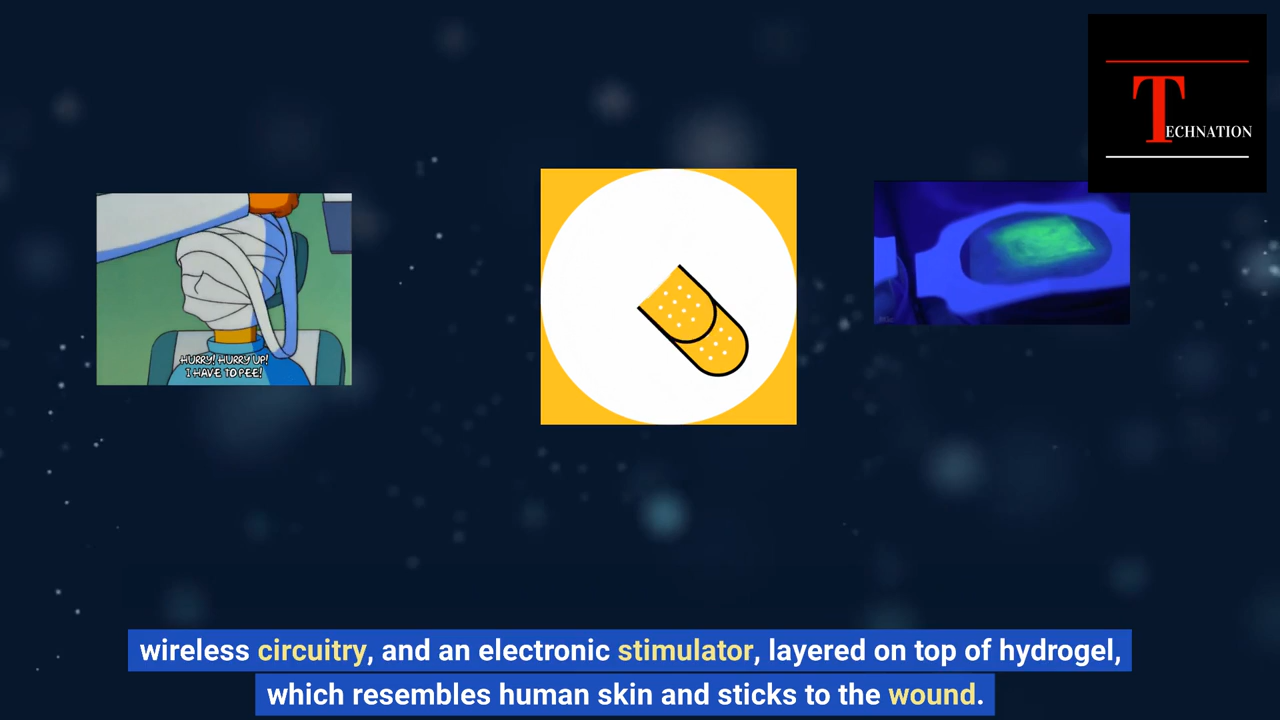 TECHNATION
HURRY! HURRY UP!
I HAVE TO PEE!
wireless circuitry, and an electronic stimulator, layered on top of hydrogel,
which resembles human skin and sticks to the wound.